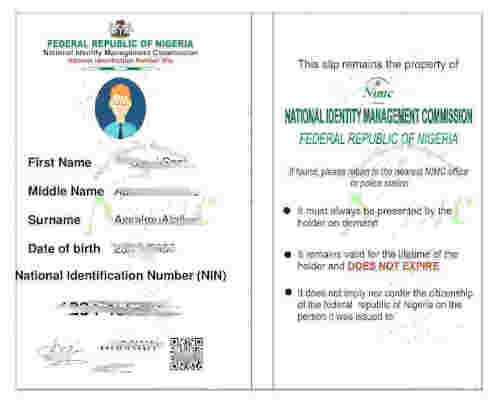 FEDERAL REPUBLIC OF NIGERIA
National Identity Management Commission
National Identification Number Slip
First Name
Middle Name
Surname
Date of birth
National Identification Number (NIN)
This slip remains the property of
Nimc
NATIONAL IDENTITY MANAGEMENT COMMISSION
FEDERAL REPUBLIC OF NIGERIA
If found, please return to the nearest NIMC office
or police station
It must always be presented by the
holder on demand
It remains valid for the lifetime of the
holder and DOES NOT EXPIRE
It does not imply nor confer the citizenship
of the federal republic of Nigeria on the
person it was issued to